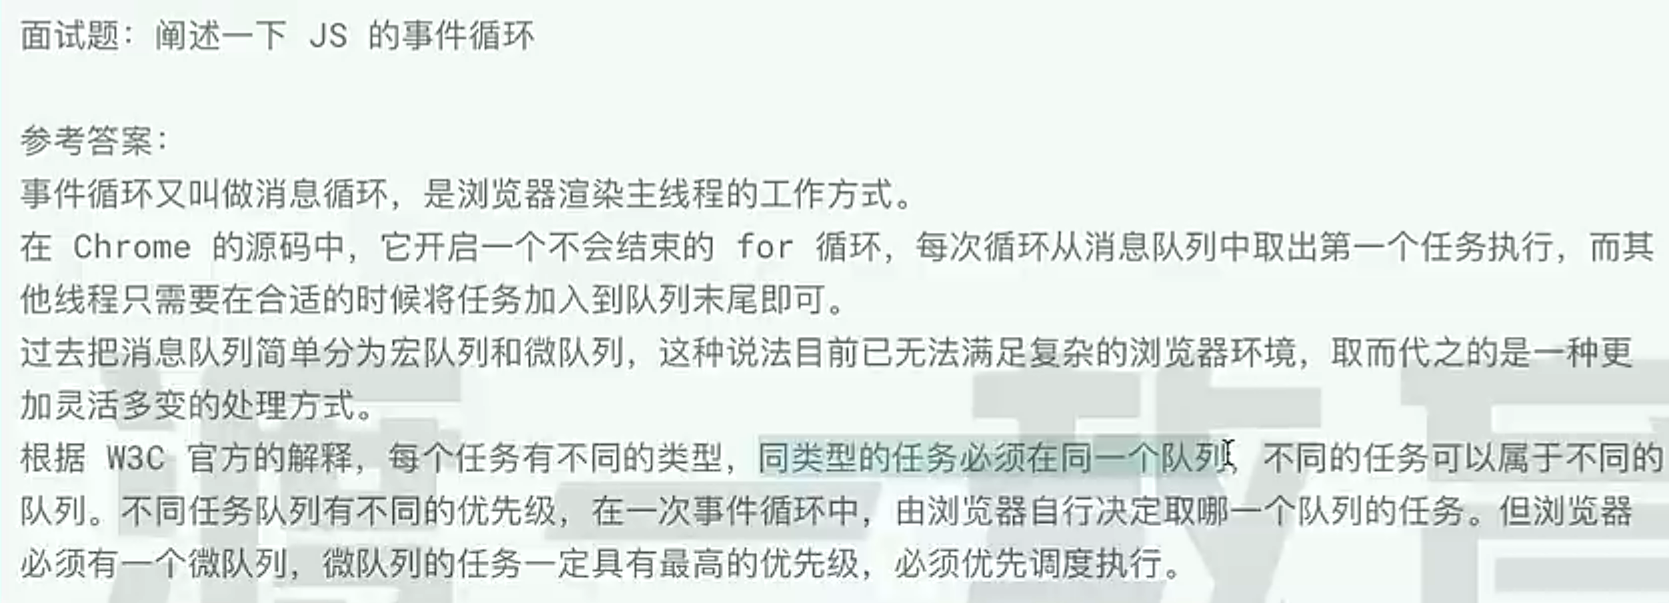 面试题：阐述一下 JS 的事件循环
参考答案：
事件循环又叫做消息循环，是浏览器渲染主线程的工作方式。
在 Chrome 的源码中，它开启一个不会结束的 for 循环，每次循环从消息队列中取出第一个任务执行，而其
他线程只需要在合适的时候将任务加入到队列末尾即可。
过去把消息队列简单分为宏队列和微队列，这种说法目前已无法满足复杂的浏览器环境，取而代之的是一种更
加灵活多变的处理方式。
根据 W3C 官方的解释，每个任务有不同的类型，同类型的任务必须在同一个队列，不同的任务可以属于不同的
队列。不同任务队列有不同的优先级，在一次事件循环中，由浏览器自行决定取哪一个队列的任务。但浏览器
必须有一个微队列，微队列的任务一定具有最高的优先级，必须优先调度执行。
渡一教育